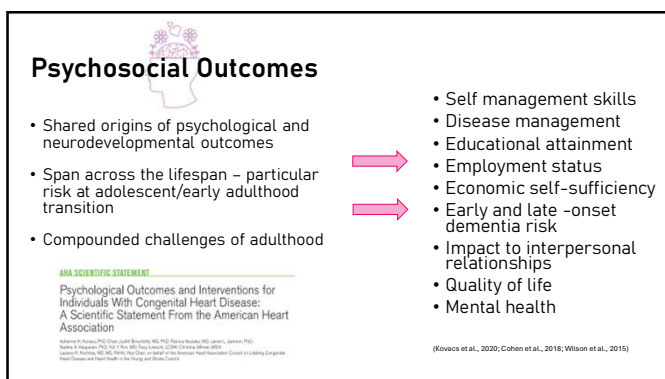 Psychosocial Outcomes
• Shared origins of psychological and
neurodevelopmental outcomes
• Span across the lifespan – particular
risk at adolescent/early adulthood
transition
• Compounded challenges of adulthood
AHA SCIENTIFIC STATEMENT
Psychological Outcomes and Interventions for
Individuals With Congenital Heart Disease:
A Scientific Statement From the American Heart
Association
• Self management skills
• Disease management
• Educational attainment
• Employment status
• Economic self-sufficiency
• Early and late -onset
dementia risk
• Impact to interpersonal
relationships
• Quality of life
• Mental health
(Kovacs et al., 2020; Cohen et al., 2018; Wilson et al., 2015)